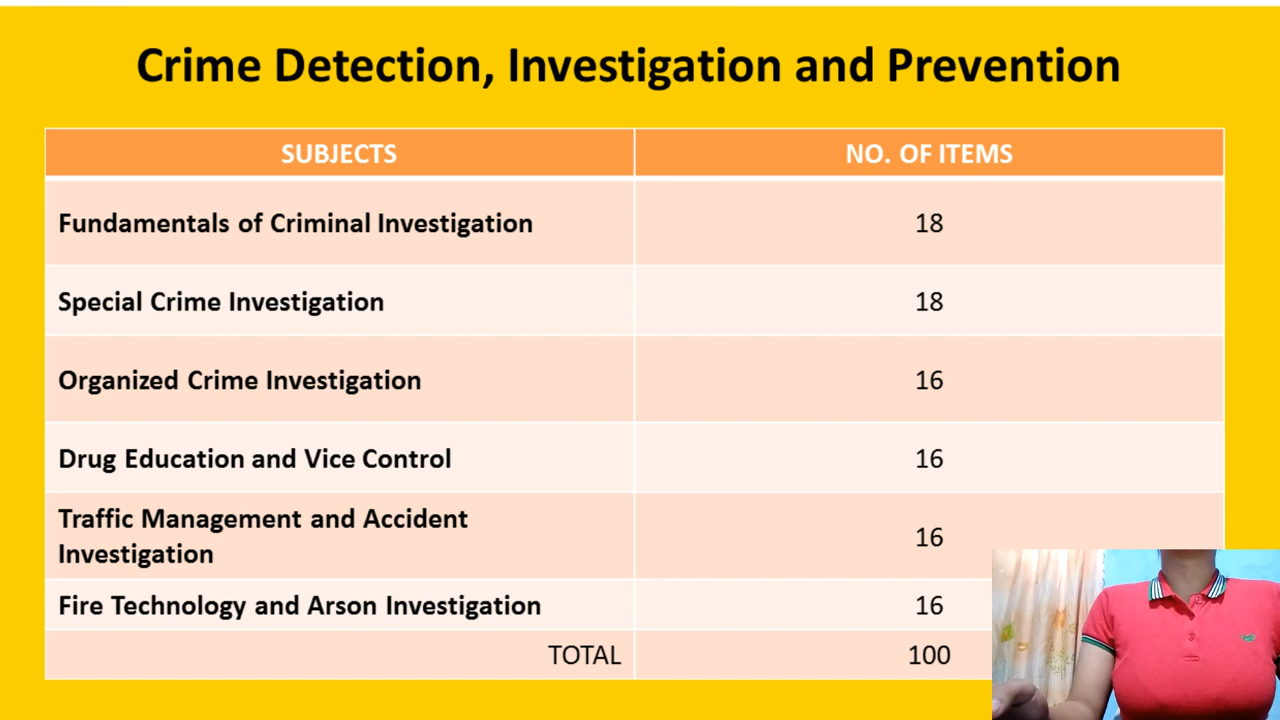 Crime Detection, Investigation and Prevention
SUBJECTS NO. OF ITEMS
Fundamentals of Criminal Investigation 18
Special Crime Investigation 18
Organized Crime Investigation 16
Drug Education and Vice Control 16
Traffic Management and Accident
Investigation 16
Fire Technology and Arson Investigation 16
TOTAL 100